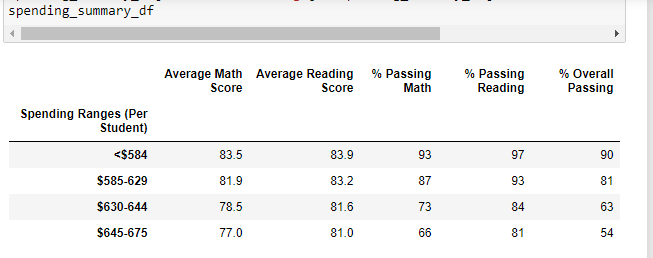 spending_summary_df
Average Math Average Reading % Passing % Passing % Overall
Score Score Math Reading Passing
Spending Ranges (Per
Student)
<$584 83.5 83.9 93 97 90
$585-629 81.9 83.2 87 93 81
$630-644 78.5 81.6 73 84 63
$645-675 77.0 81.0 66 81 54